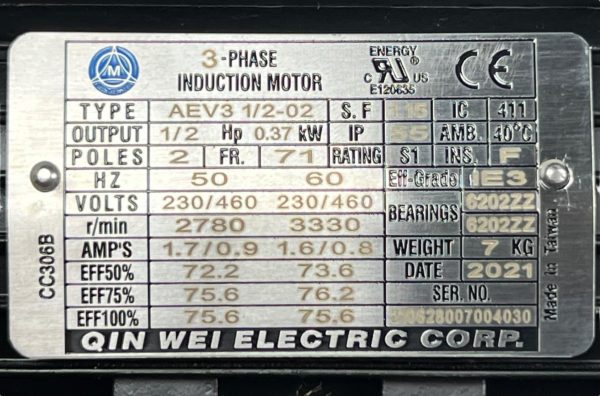 M
3-PHASE
INDUCTION MOTOR
ENERGY
C RU US
E120635
CE
TYPE AEV3 1/2-02 S.F 1.15 IC 411
OUTPUT 1/2 Hp 0.37 kW IP 55 AMB. 40°C
POLES 2 FR. 71 RATING S1 INS. F
HZ 50 60 Eff-Grade IE3
VOLTS 230/460 230/460 BEARINGS 6202ZZ
r/min 2780 3330 6202ZZ
AMP'S 1.7/0.9 1.6/0.8 WEIGHT 7 KG
EFF50% 72.2 73.6 DATE 2021
EFF75% 75.6 76.2 SER. NO.
EFF100% 75.6 75.6
QIN WEI ELECTRIC CORP.
CC306B
Made in Taiwan